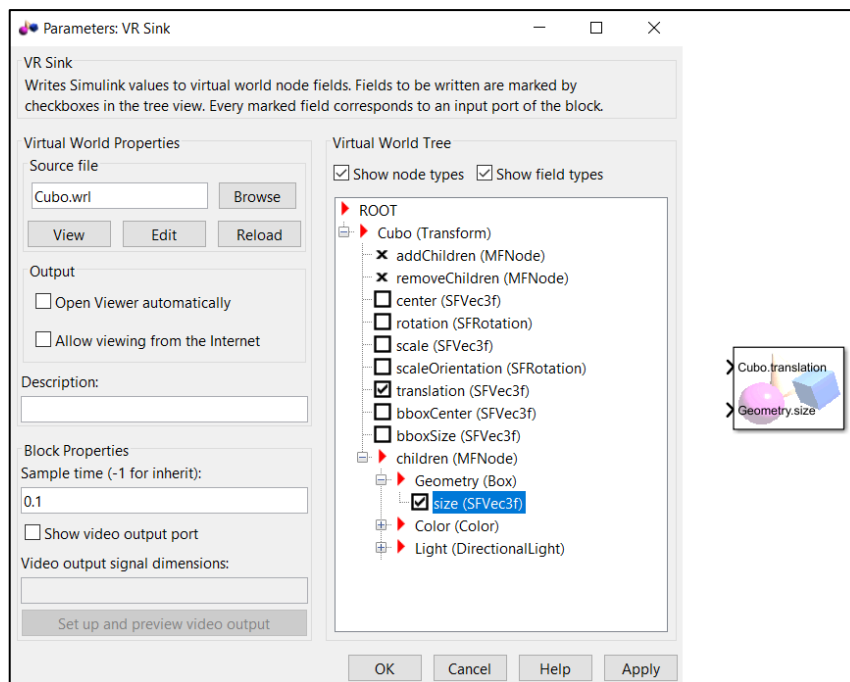 Parameters: VR Sink
VR Sink
Writes Simulink values to virtual world node fields. Fields to be written are marked by
checkboxes in the tree view. Every marked field corresponds to an input port of the block.
Virtual World Properties
Source file
Cubo.wrl
Browse
View
Edit
Reload
Output
Open Viewer automatically
Allow viewing from the Internet
Description:
Block Properties
Sample time (-1 for inherit):
0.1
Show video output port
Video output signal dimensions:
Set up and preview video output
Virtual World Tree
Show node types
Show field types
ROOT
Cubo (Transform)
addChildren (MFNode)
removeChildren (MFNode)
center (SFVec3f)
rotation (SFRotation)
scale (SFVec3f)
scaleOrientation (SFRotation)
translation (SFVec3f)
bboxCenter (SFVec3f)
bboxSize (SFVec3f)
children (MFNode)
Geometry (Box)
size (SFVec3f)
Color (Color)
Light (DirectionalLight)
OK
Cancel
Help
Apply
Cubo.translation
Geometry.size